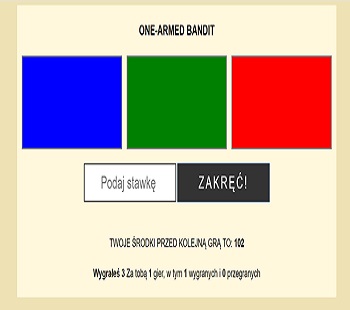 ONE-ARMED BANDIT
Podaj stawkę ZAKRĘĆ!
TWOJE ŚRODKI PRZED KOLEJNĄ GRĄ TO: 102
Wygrałeś 3 Za tobą 1 gier, w tym 1 wygranych i 0 przegranych